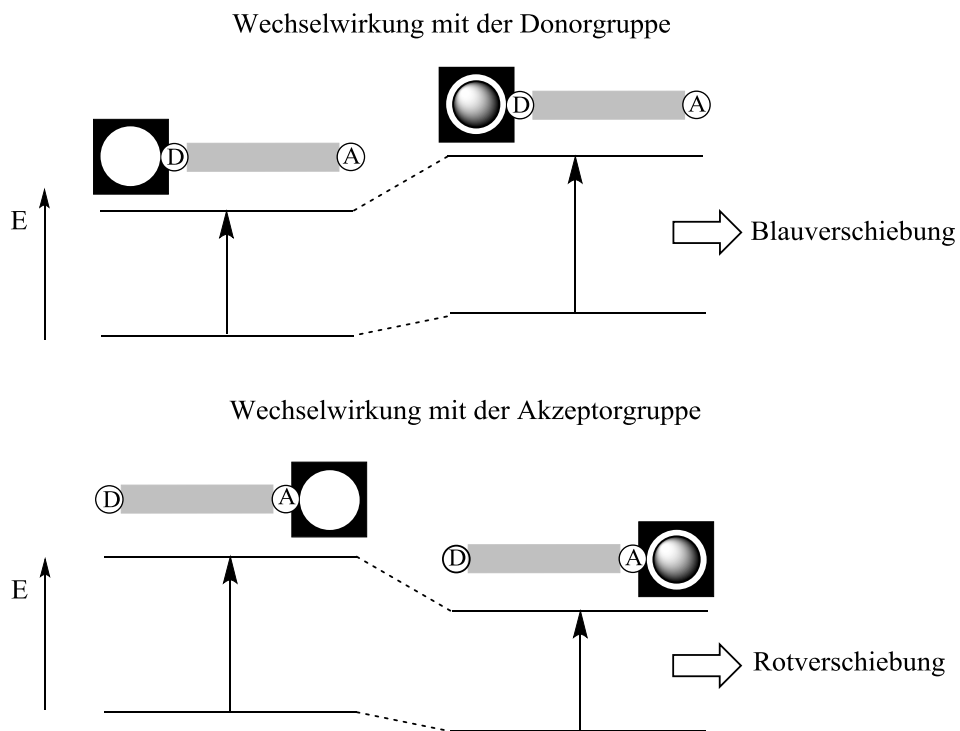 Wechselwirkung mit der Donorgruppe
D A
D A
E
Blauverschiebung
Wechselwirkung mit der Akzeptorgruppe
D A
D A
E
Rotverschiebung